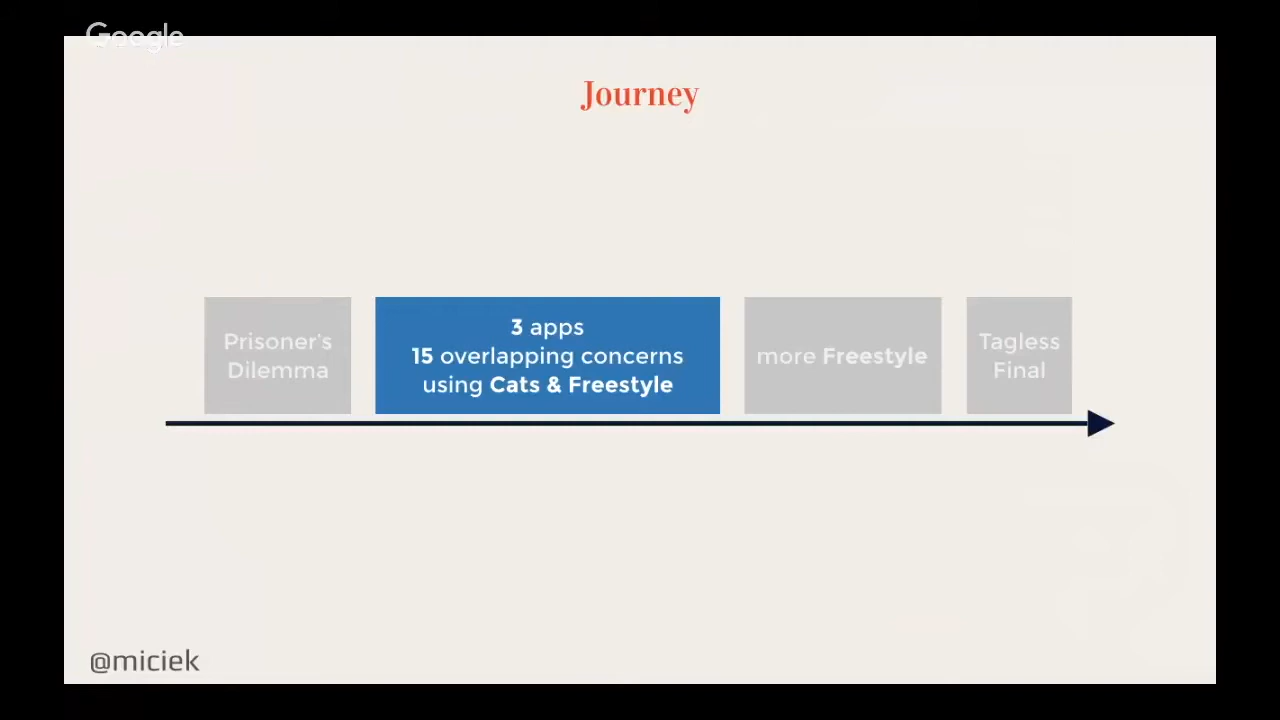 Google
Journey
Prisoner's
Dilemma
3 apps
15 overlapping concerns
using Cats & Freestyle
more Freestyle
Tagless
Final
@miciek